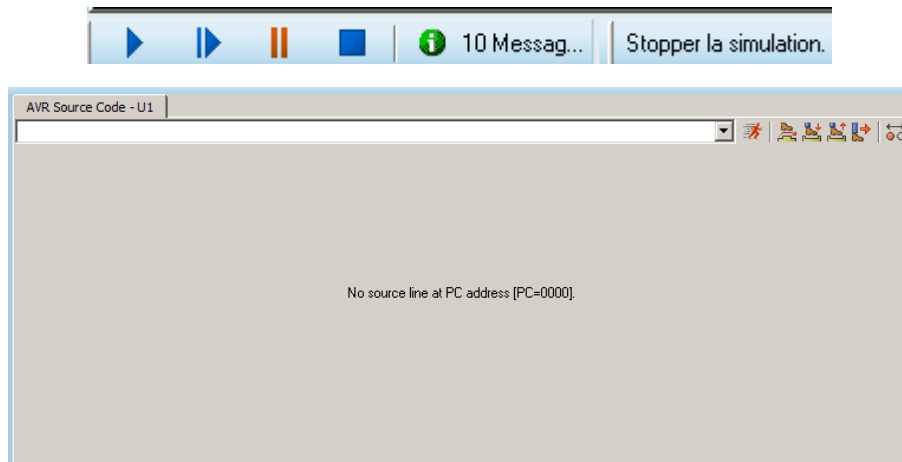 10 Messag... Stopper la simulation.
AVR Source Code - U1
No source line at PC address [PC=0000].